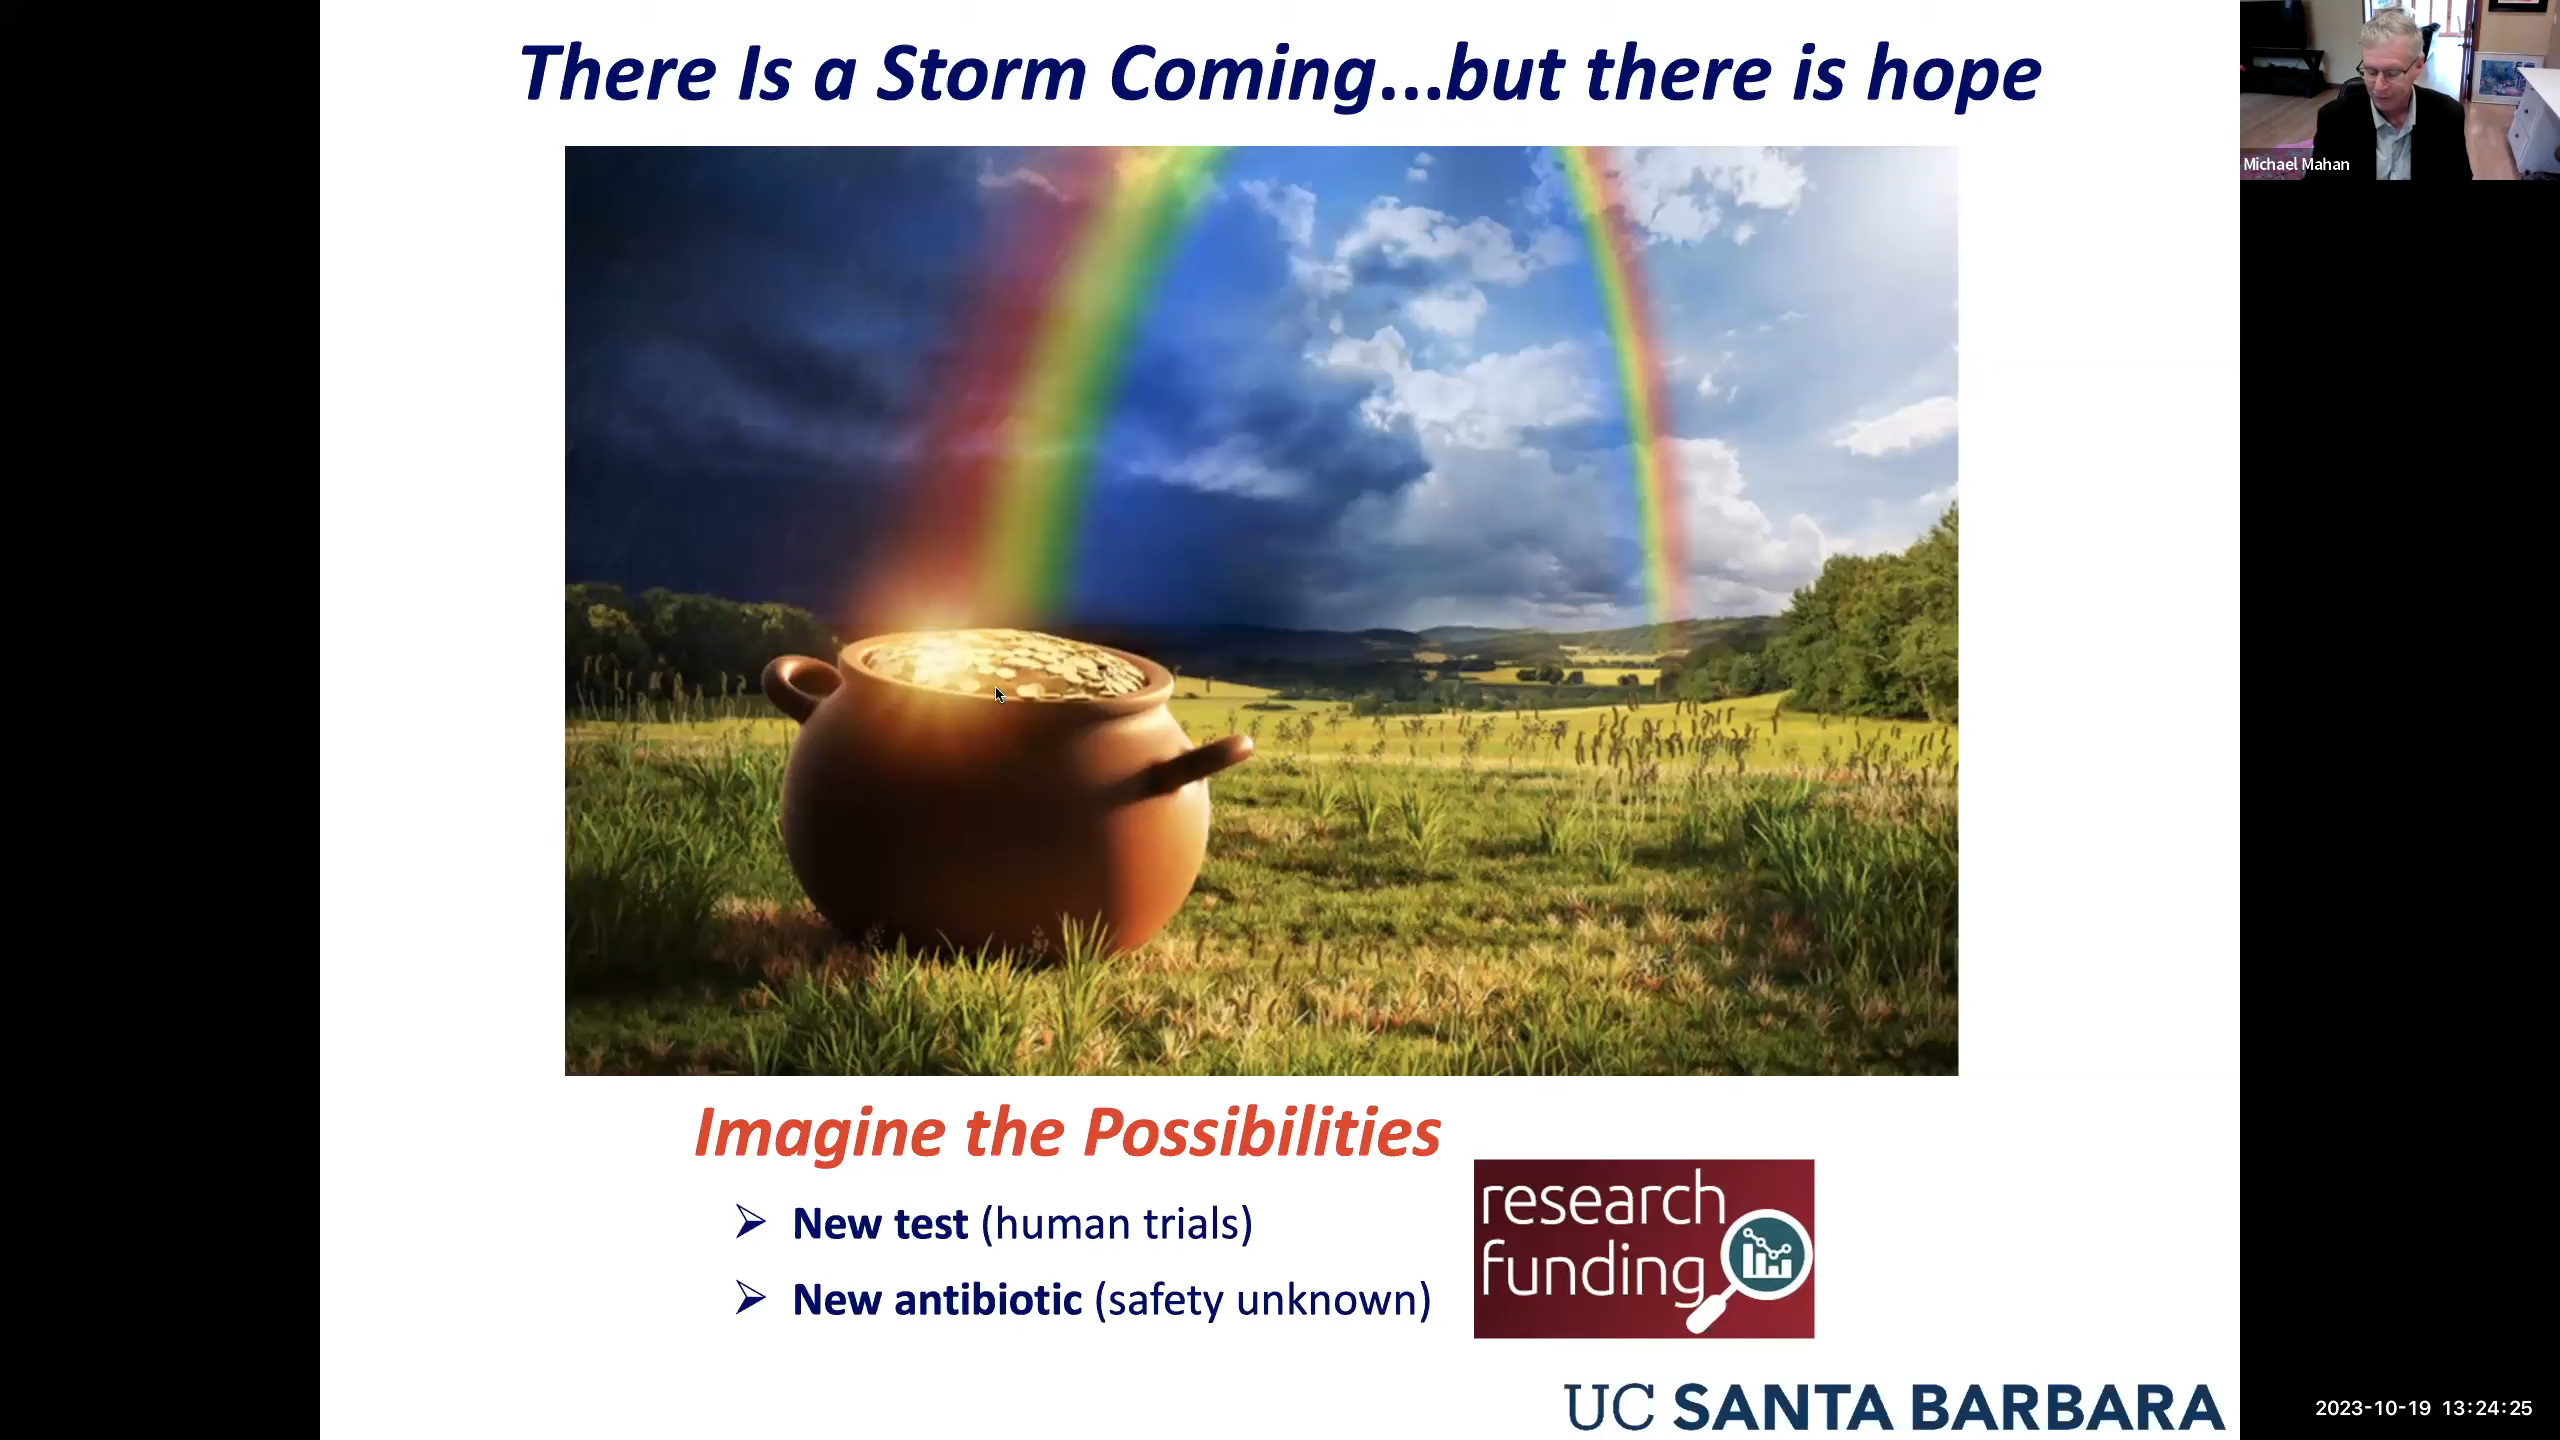 There Is a Storm Coming...but there is hope
Michael Mahan
Imagine the Possibilities
➢ New test (human trials)
➢ New antibiotic (safety unknown)
research
funding
UC SANTA BARBARA
2023-10-19 13:24:25